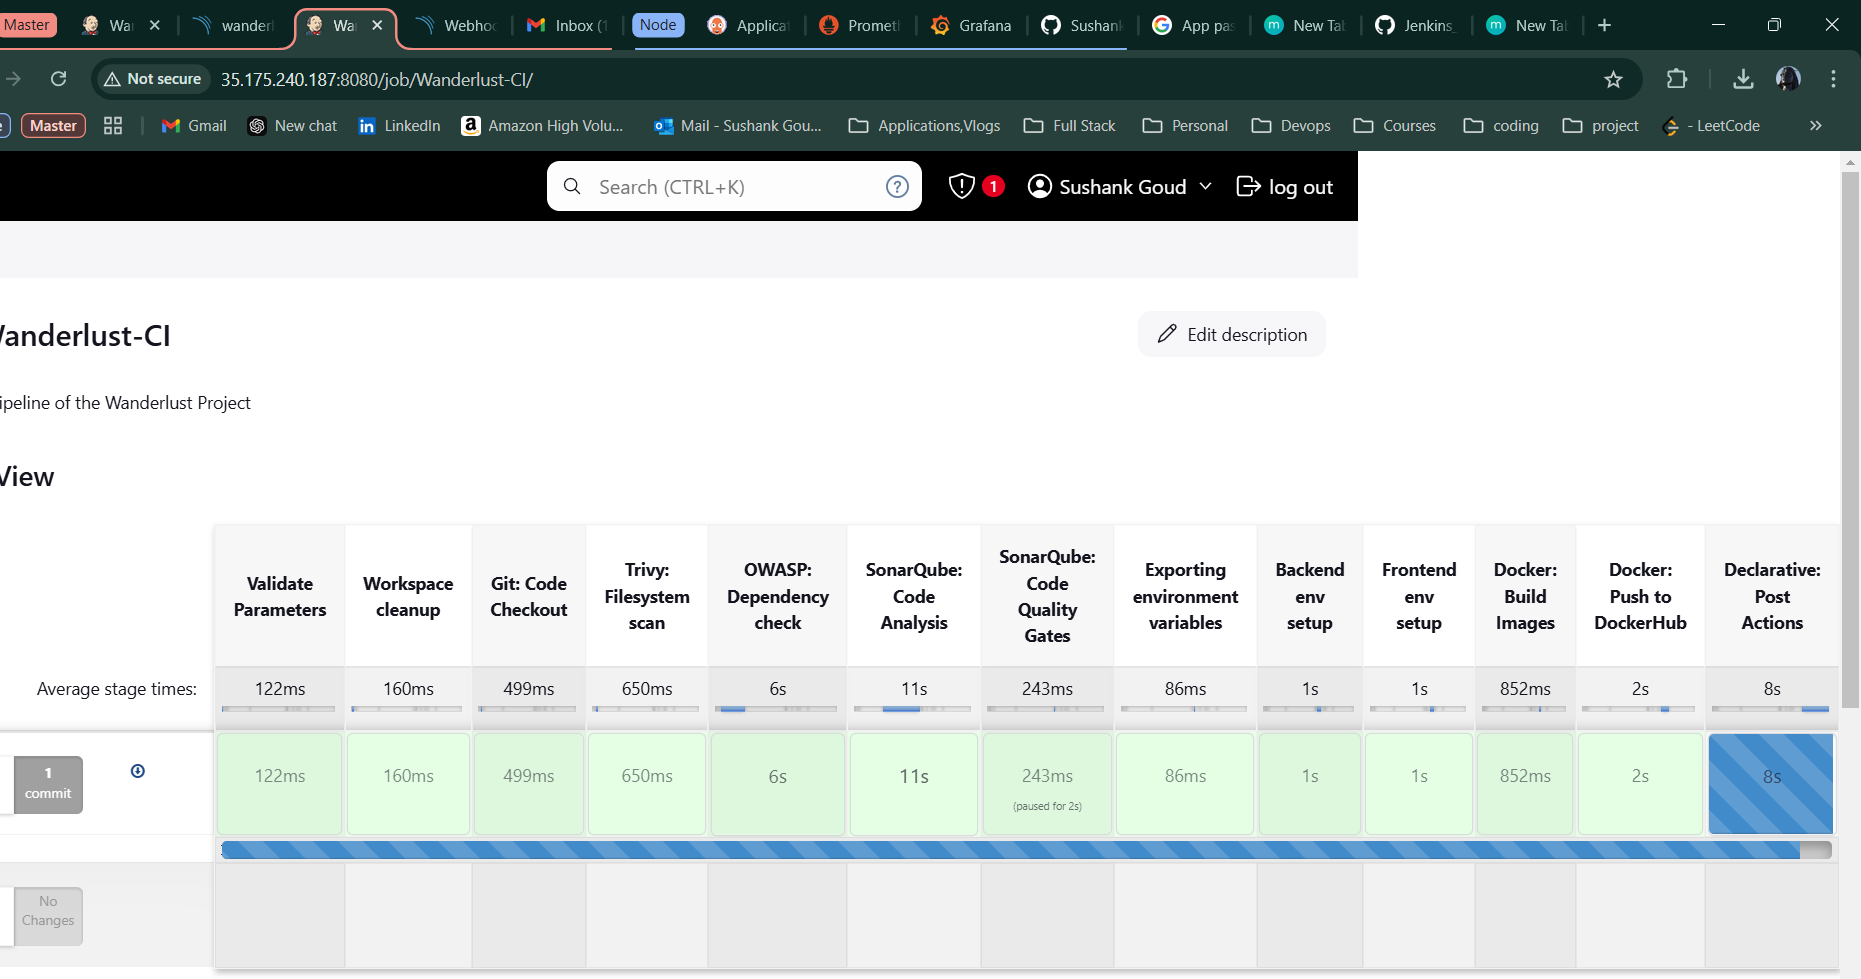 Master
War
wanderl
Wan
Webhoo
Inbox (1
Node
Applicat
Prometh
Grafana
Sushank
App pas
New Tab
Jenkins_
New Tab
Not secure
35.175.240.187:8080/job/Wanderlust-CI/
Master
Gmail
New chat
LinkedIn
Amazon High Volu...
Mail - Sushank Gou...
Applications,Vlogs
Full Stack
Personal
Devops
Courses
coding
project
- LeetCode
Search (CTRL+K)
1
Sushank Goud
log out
Wanderlust-CI
Edit description
ipeline of the Wanderlust Project
View
Validate
Parameters
Workspace
cleanup
Git: Code
Checkout
Trivy:
Filesystem
scan
OWASP:
Dependency
check
SonarQube:
Code
Analysis
SonarQube:
Code
Quality
Gates
Exporting
environment
variables
Backend
env
setup
Frontend
env
setup
Docker:
Build
Images
Docker:
Push to
DockerHub
Declarative:
Post
Actions
Average stage times:
122ms
160ms
499ms
650ms
6s
11s
243ms
86ms
1s
1s
852ms
2s
8s
1
commit
122ms
160ms
499ms
650ms
6s
11s
243ms
(paused for 2s)
86ms
1s
1s
852ms
2s
8s
No
Changes